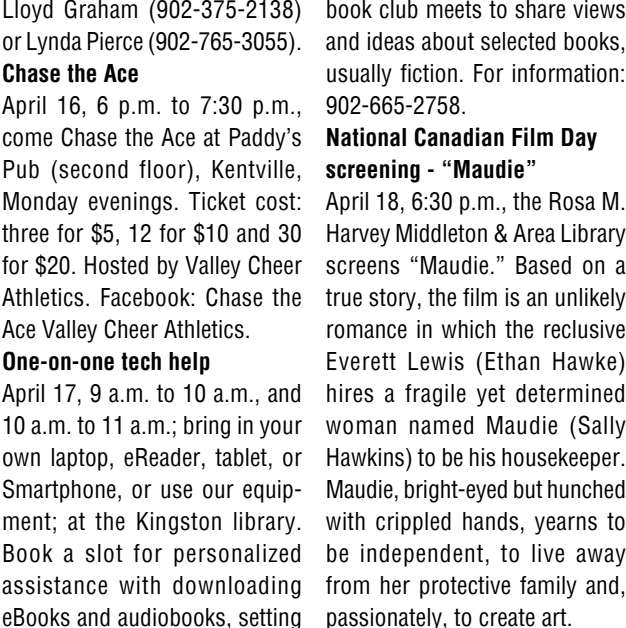 Lloyd Graham (902-375-2138)
or Lynda Pierce (902-765-3055).
Chase the Ace
April 16, 6 p.m. to 7:30 p.m.,
come Chase the Ace at Paddy's
Pub (second floor), Kentville,
Monday evenings. Ticket cost:
three for $5, 12 for $10 and 30
for $20. Hosted by Valley Cheer
Athletics. Facebook: Chase the
Ace Valley Cheer Athletics.
One-on-one tech help
April 17, 9 a.m. to 10 a.m., and
10 a.m. to 11 a.m.; bring in your
own laptop, eReader, tablet, or
Smartphone, or use our equip-
ment; at the Kingston library.
Book a slot for personalized
assistance with downloading
eBooks and audiobooks, setting
book club meets to share views
and ideas about selected books,
usually fiction. For information:
902-665-2758.
National Canadian Film Day
screening - “Maudie”
April 18, 6:30 p.m., the Rosa M.
Harvey Middleton & Area Library
screens “Maudie.” Based on a
true story, the film is an unlikely
romance in which the reclusive
Everett Lewis (Ethan Hawke)
hires a fragile yet determined
woman named Maudie (Sally
Hawkins) to be his housekeeper.
Maudie, bright-eyed but hunched
with crippled hands, yearns to
be independent, to live away
from her protective family and,
passionately, to create art.